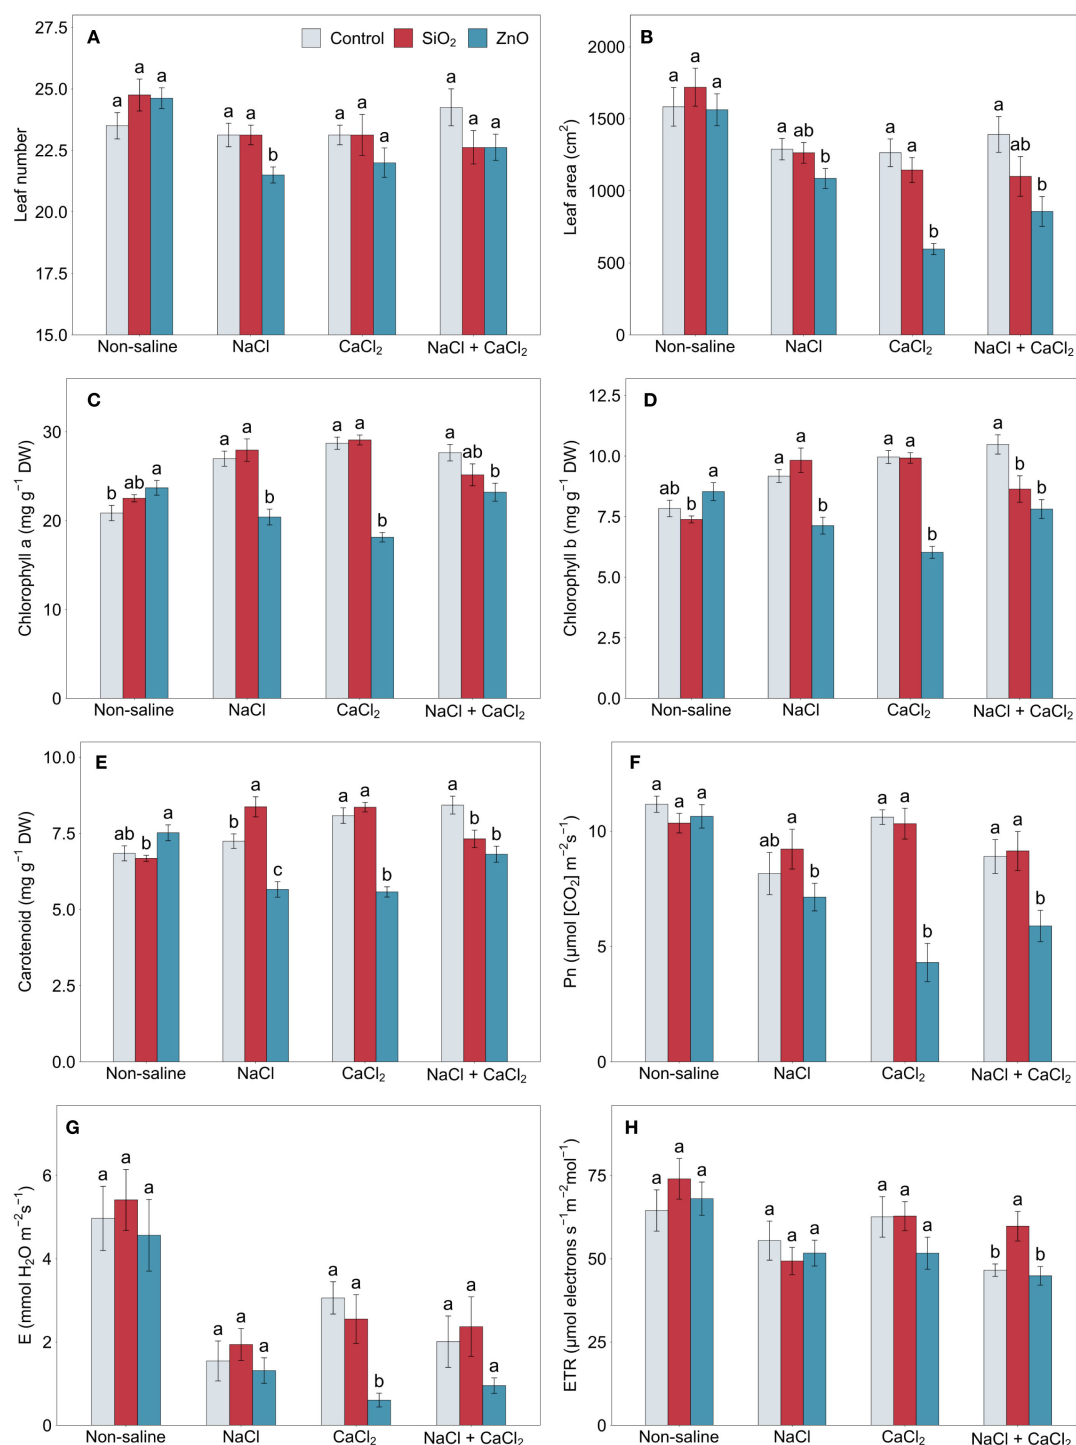 A
Control SiO₂ ZnO
Leaf number
25.0
22.5
20.0
17.5
15.0
27.5
a a a
a a b
a a a
a a a
Non-saline NaCl CaCl₂ NaCl + CaCl₂
B
Leaf area (cm²)
2000
1500
1000
500
0
a a a
a ab b
a a b
a ab b
Non-saline NaCl CaCl₂ NaCl + CaCl₂
C
Chlorophyll a (mg g⁻¹ DW)
30
20
10
0
b ab a
a a b
a a b
a ab b
Non-saline NaCl CaCl₂ NaCl + CaCl₂
D
Chlorophyll b (mg g⁻¹ DW)
12.5
10.0
7.5
5.0
2.5
0.0
ab b a
a a b
a a b
a b b
Non-saline NaCl CaCl₂ NaCl + CaCl₂
E
Carotenoid (mg g⁻¹ DW)
10.0
7.5
5.0
2.5
0.0
ab b a
b a c
a a b
a b b
Non-saline NaCl CaCl₂ NaCl + CaCl₂
F
Pn (µmol [CO₂] m⁻²s⁻¹)
10
5
0
a a a
ab a b
a a b
a a b
Non-saline NaCl CaCl₂ NaCl + CaCl₂
G
E (mmol H₂O m⁻²s⁻¹)
6
4
2
0
a a a
a a a
a a b
a a a
Non-saline NaCl CaCl₂ NaCl + CaCl₂
H
ETR (µmol electrons s⁻¹m⁻²mol⁻¹)
75
50
25
0
a a a
a a a
a a a
b a b
Non-saline NaCl CaCl₂ NaCl + CaCl₂